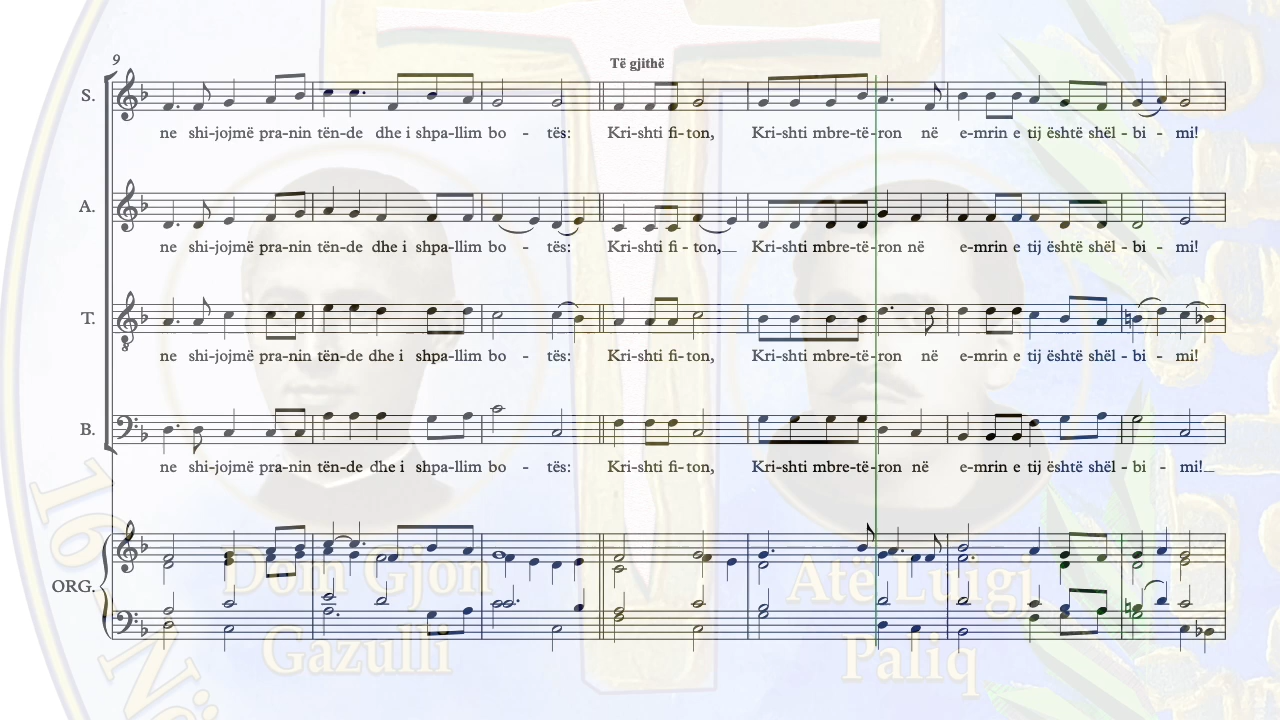 9
Të gjithë
S.
ne shi-jojmë pra-nin tën-de dhe i shpa-llim bo - tës: Kri-shti fi-ton, Kri-shti mbre-të-ron në e-mrin e tij është shël - bi - mi!
A.
ne shi-jojmë pra-nin tën-de dhe i shpa-llim bo - tës: Kri-shti fi - ton, Kri-shti mbre-të-ron në e-mrin e tij është shël - bi - mi!
T.
8
ne shi-jojmë pra-nin tën-de dhe i shpa-llim bo - tës: Kri-shti fi-ton, Kri-shti mbre-të-ron në e-mrin e tij është shël - bi - mi!
B.
ne shi-jojmë pra-nin tën-de dhe i shpa-llim bo - tës: Kri-shti fi-ton, Kri-shti mbre-të-ron në e-mrin e tij është shël - bi - mi!
ORG.
Dom Gjon
Gazulli
Atë Luigj
Paliq
16